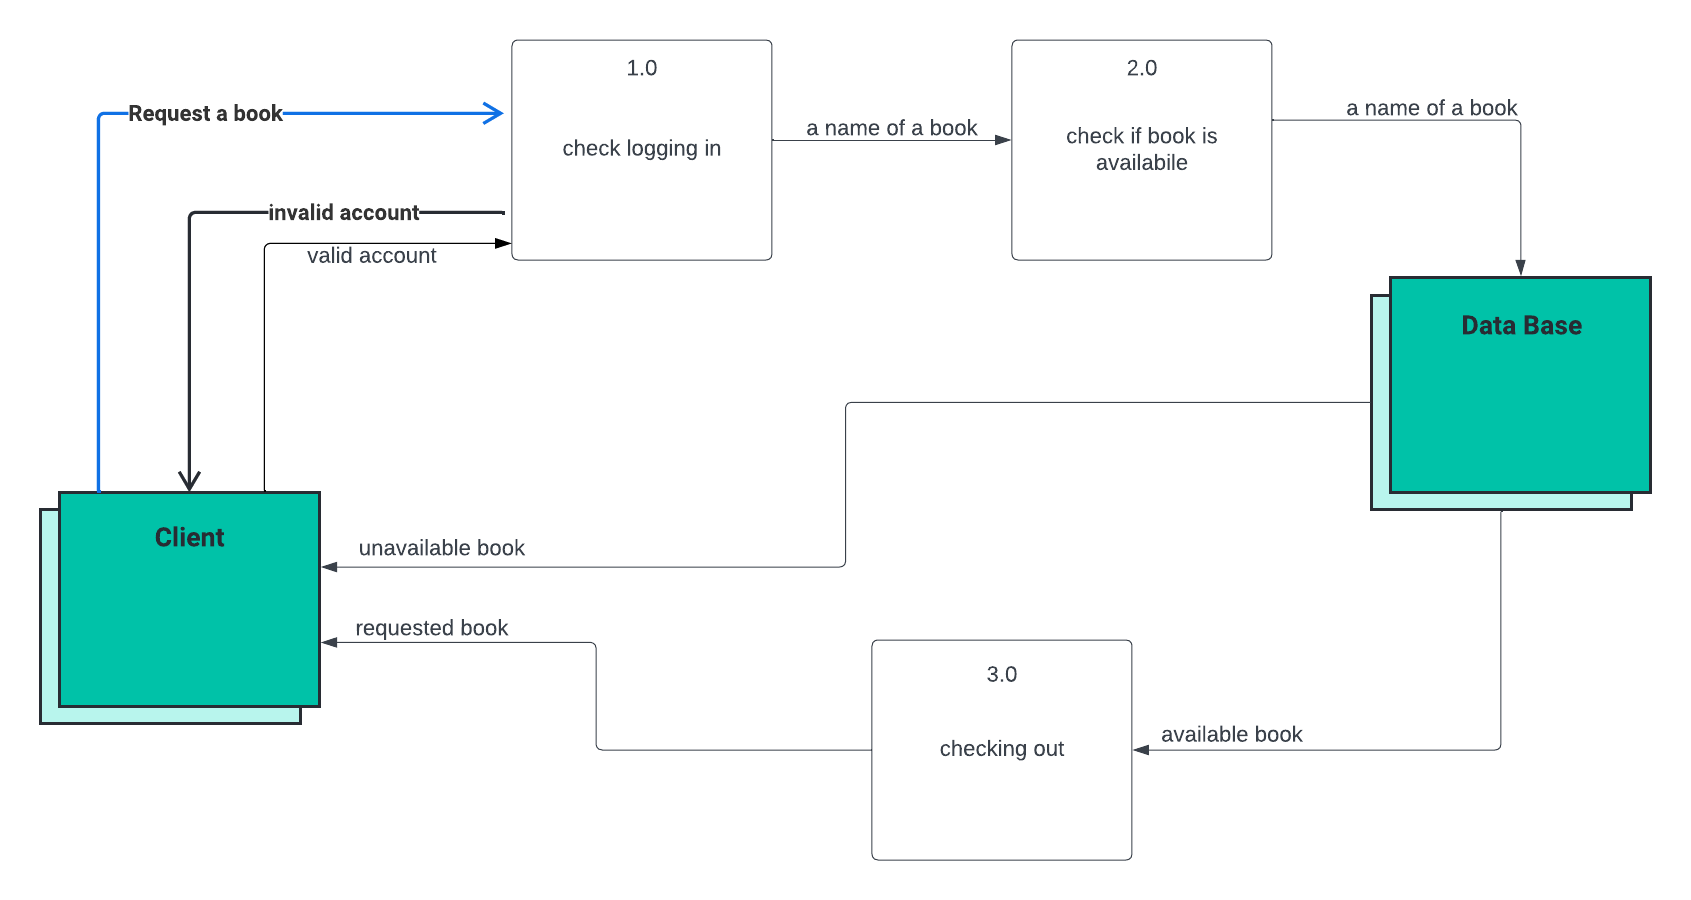 1.0
check logging in
2.0
check if book is
availabile
Request a book
a name of a book
a name of a book
invalid account
valid account
Data Base
Client
unavailable book
requested book
3.0
checking out
available book